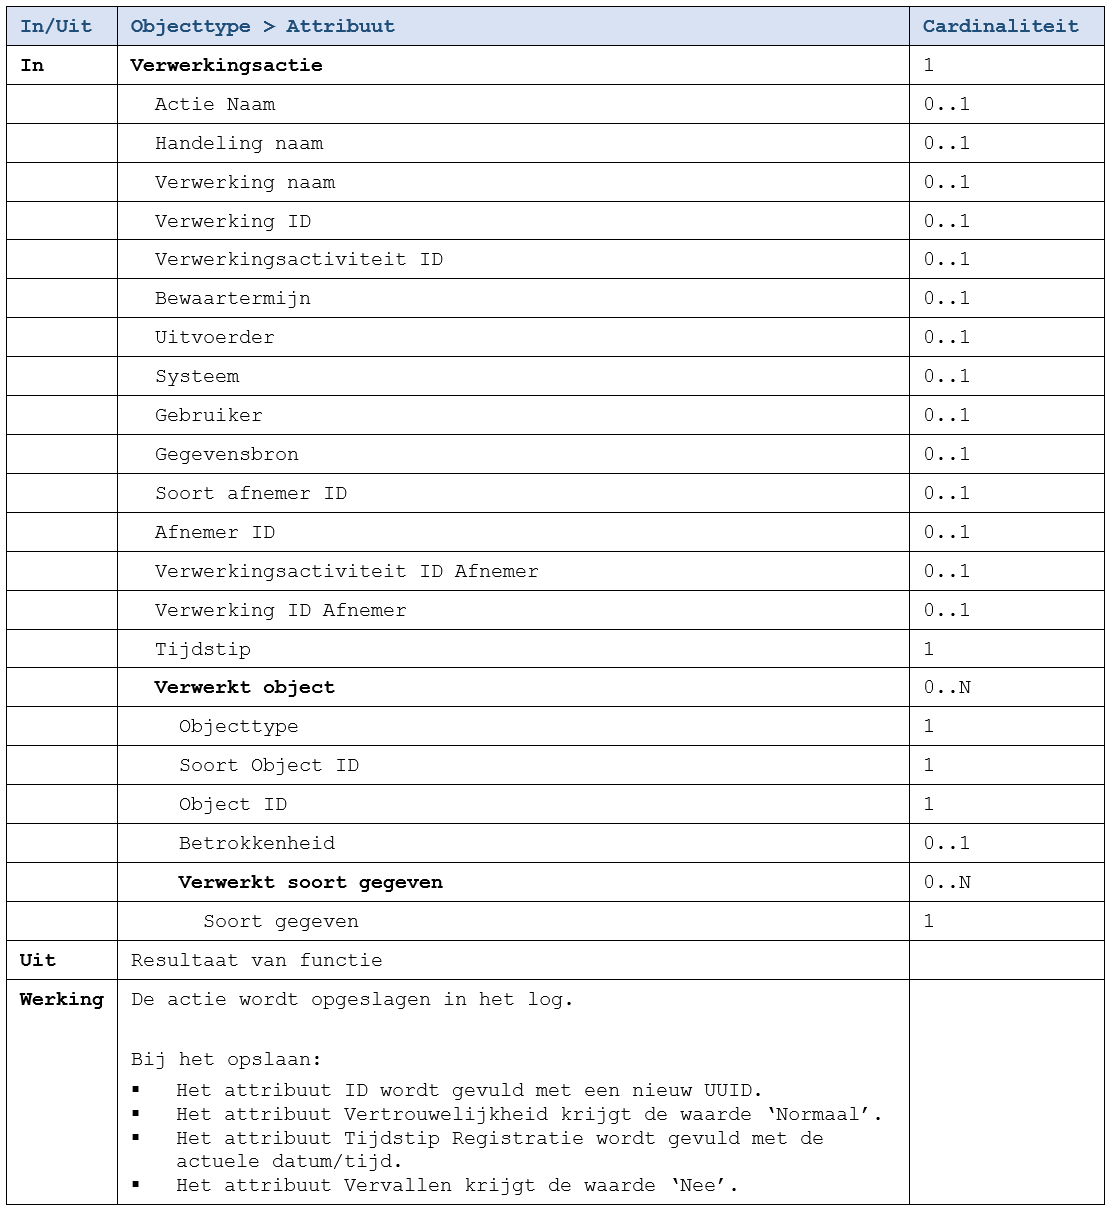 In/Uit Objecttype > Attribuut Cardinaliteit
In Verwerkingsactie 1
Actie Naam 0..1
Handeling naam 0..1
Verwerking naam 0..1
Verwerking ID 0..1
Verwerkingsactiviteit ID 0..1
Bewaartermijn 0..1
Uitvoerder 0..1
Systeem 0..1
Gebruiker 0..1
Gegevensbron 0..1
Soort afnemer ID 0..1
Afnemer ID 0..1
Verwerkingsactiviteit ID Afnemer 0..1
Verwerking ID Afnemer 0..1
Tijdstip 1
Verwerkt object 0..N
Objecttype 1
Soort Object ID 1
Object ID 1
Betrokkenheid 0..1
Verwerkt soort gegeven 0..N
Soort gegeven 1
Uit Resultaat van functie
Werking De actie wordt opgeslagen in het log.
Bij het opslaan:
▪ Het attribuut ID wordt gevuld met een nieuw UUID.
▪ Het attribuut Vertrouwelijkheid krijgt de waarde ‘Normaal’.
▪ Het attribuut Tijdstip Registratie wordt gevuld met de
actuele datum/tijd.
▪ Het attribuut Vervallen krijgt de waarde ‘Nee’.